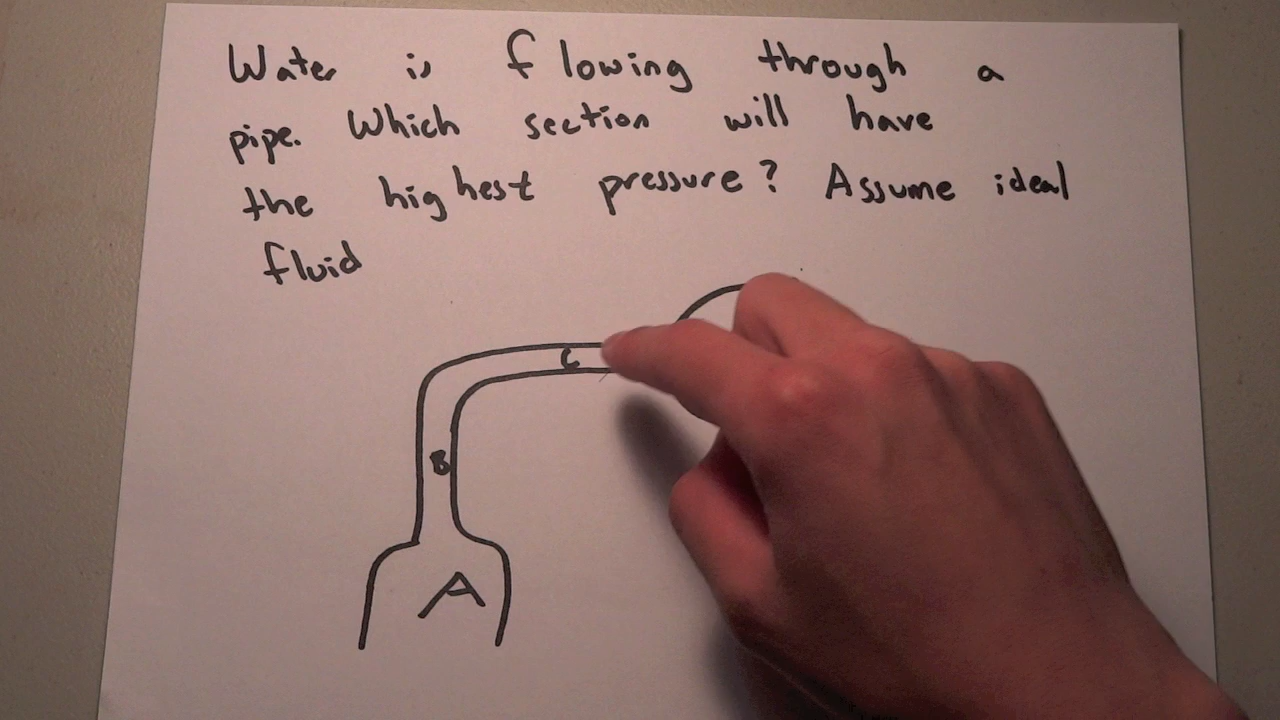 Water is flowing through a
pipe. Which section will have
the highest pressure? Assume ideal
fluid
C
B
A